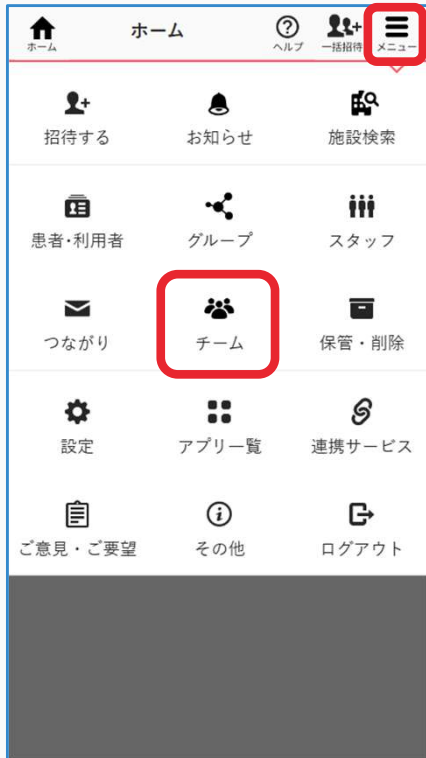 ホーム
ホーム
ヘルプ
一括招待
メニュー
招待する
お知らせ
施設検索
患者・利用者
グループ
スタッフ
つながり
チーム
保管・削除
設定
アプリ一覧
連携サービス
ご意見・ご要望
その他
ログアウト